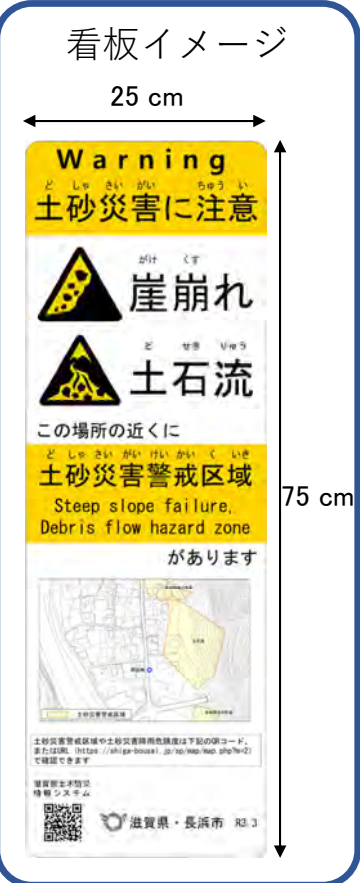 看板イメージ
25 cm
Warning
ど しゃ さい がい ちゅう い
土砂災害に注意
がけ くず
崖崩れ
ど せき りゅう
土石流
この場所の近くに
ど しゃ さい がい けい かい く いき
土砂災害警戒区域
Steep slope failure,
Debris flow hazard zone
があります
75 cm
土砂災害警戒区域
土砂災害警戒区域や土砂災害降雨危険度は下記のQRコード、
またはURL (https://shiga-bousai.jp/sp/map/map.php?m=2)
で確認できます
滋賀県土木防災
情報システム
滋賀県・長浜市 R3.3